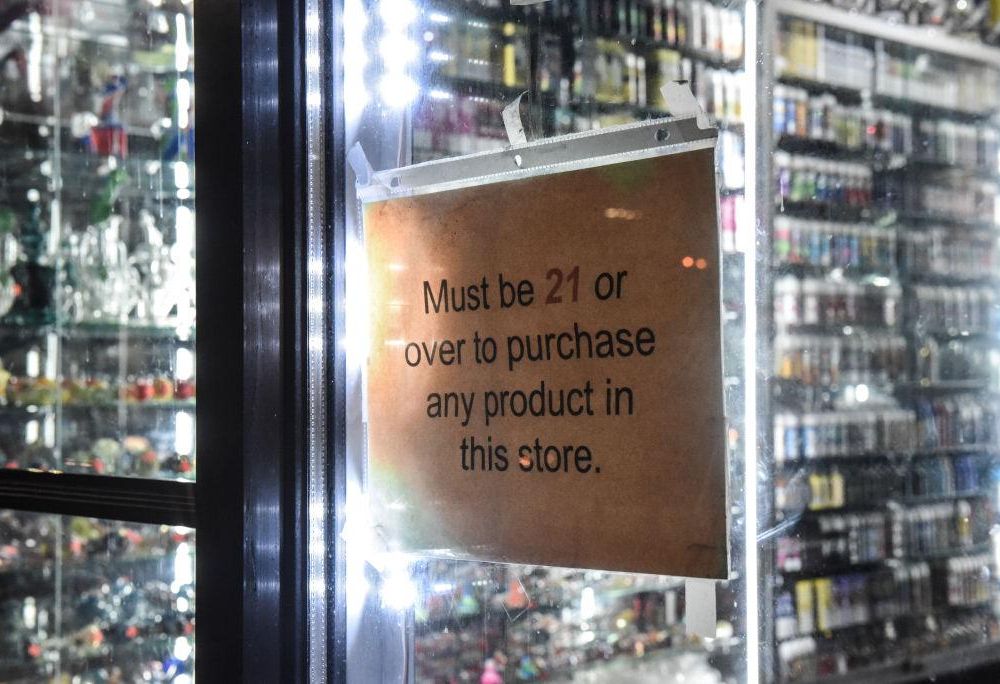 Must be 21 or
over to purchase
any product in
this store.